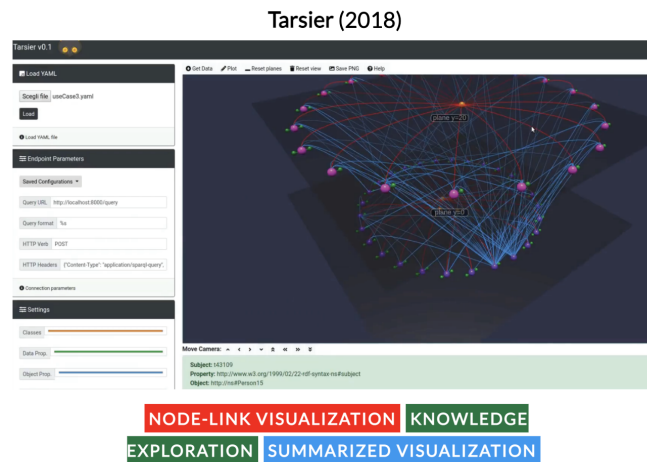 Tarsier (2018)
Tarsier v0.1
Load YAML
Get Data Plot Reset planes Reset view Save PNG Help
Scegli file useCase3.yaml
Load
Load YAML file
plane y=20
Endpoint Parameters
Saved Configurations
plane y=0
Query URL http://localhost:8000/query
Query format %s
HTTP Verb POST
HTTP Headers {"Content-Type": "application/sparql-query",
Connection parameters
Settings
Classes
Data Prop.
Object Prop.
Move Camera:
Subject: t43109
Property: http://www.w3.org/1999/02/22-rdf-syntax-ns#subject
Object: http://ns#Person15
NODE-LINK VISUALIZATION KNOWLEDGE
EXPLORATION SUMMARIZED VISUALIZATION